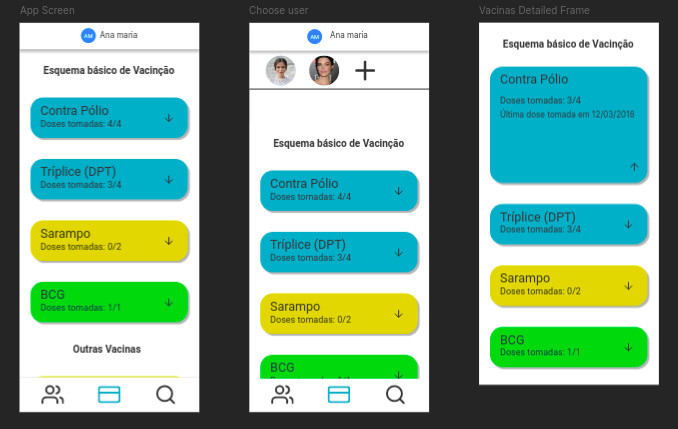 App Screen
AM Ana maria
Esquema básico de Vacinção
Contra Pólio
Doses tomadas: 4/4
Tríplice (DPT)
Doses tomadas: 3/4
Sarampo
Doses tomadas: 0/2
BCG
Doses tomadas: 1/1
Outras Vacinas
Choose user
AM Ana maria
Esquema básico de Vacinção
Contra Pólio
Doses tomadas: 4/4
Tríplice (DPT)
Doses tomadas: 3/4
Sarampo
Doses tomadas: 0/2
BCG
Vacinas Detailed Frame
Esquema básico de Vacinção
Contra Pólio
Doses tomadas: 3/4
Última dose tomada em 12/03/2018
Tríplice (DPT)
Doses tomadas: 3/4
Sarampo
Doses tomadas: 0/2
BCG
Doses tomadas: 1/1